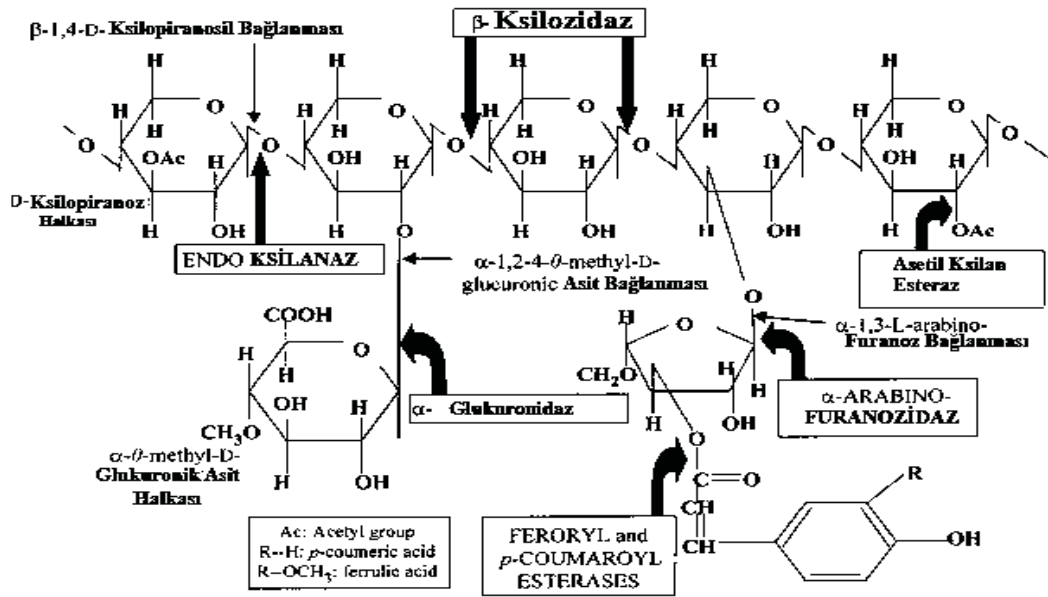 β- Ksilozidaz
β-1,4-D- Ksilopiranosil Bağlanması
H H H H H
H O H O H O H O H O
H H H H H
O OAc H O OH H O OH H O H H O OH H O
D-Ksilopiranoz
Halkası
H OH H O H OH H OH H OAc
ENDO KSİLANAZ
α-1,2-4-0-methyl-D-
glucuronic Asit Bağlanması
Asetil Ksilan
Esteraz
COOH
H O
H H
OH H
CH₃O
H OH
α- Glukuronidaz
α-0-methyl-D-
Glukuronik Asit
Halkası
O
α-1,3-L-arabino-
Furanoz Bağlanması
H O
CH₂O H H
H OH
α-ARABINO-
FURANOZİDAZ
O
C=O
CH
CH
R
OH
FERORYL and
p-COUMAROYL
ESTERASES
Ac: Acetyl group
R--H: p-coumeric acid
R--OCH₃: ferrulic acid